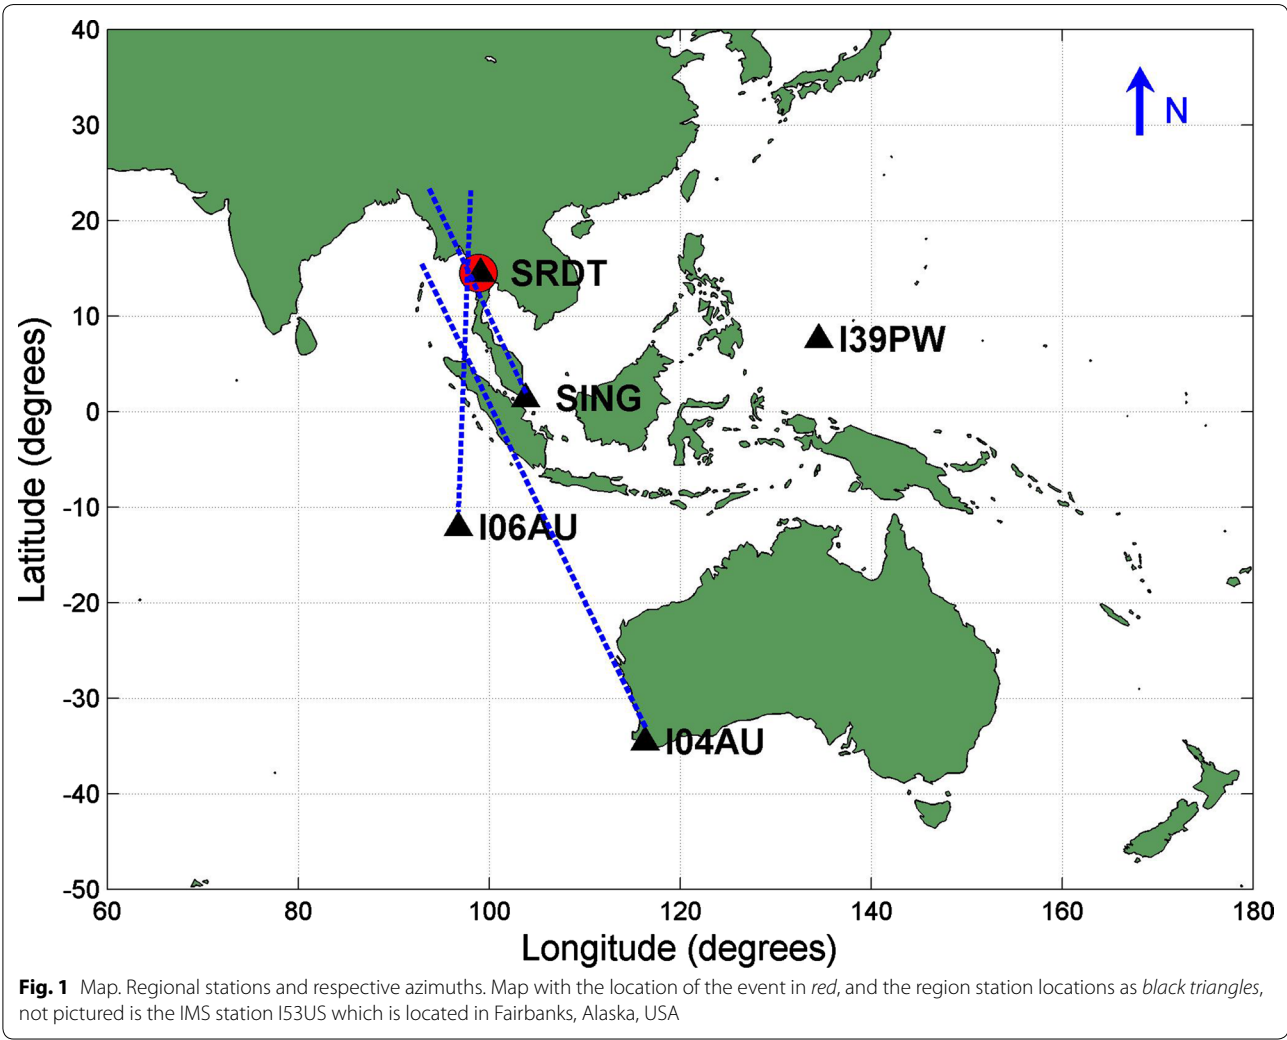 40
30
20
10
0
-10
-20
-30
-40
-50
60
80
100
120
140
160
180
Latitude (degrees)
Longitude (degrees)
N
SRDT
I39PW
SING
I06AU
I04AU
Fig. 1 Map. Regional stations and respective azimuths. Map with the location of the event in red, and the region station locations as black triangles,
not pictured is the IMS station I53US which is located in Fairbanks, Alaska, USA